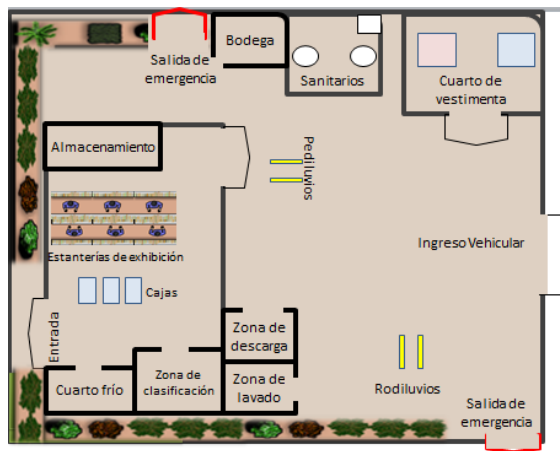 Bodega
Salida de
emergencia
Sanitarios
Cuarto de
vestimenta
Almacenamiento
Pediluvios
Estanterías de exhibición
Ingreso Vehicular
Cajas
Entrada
Zona de
descarga
Cuarto frío
Zona de
clasificación
Zona de
lavado
Rodiluvios
Salida de
emergencia